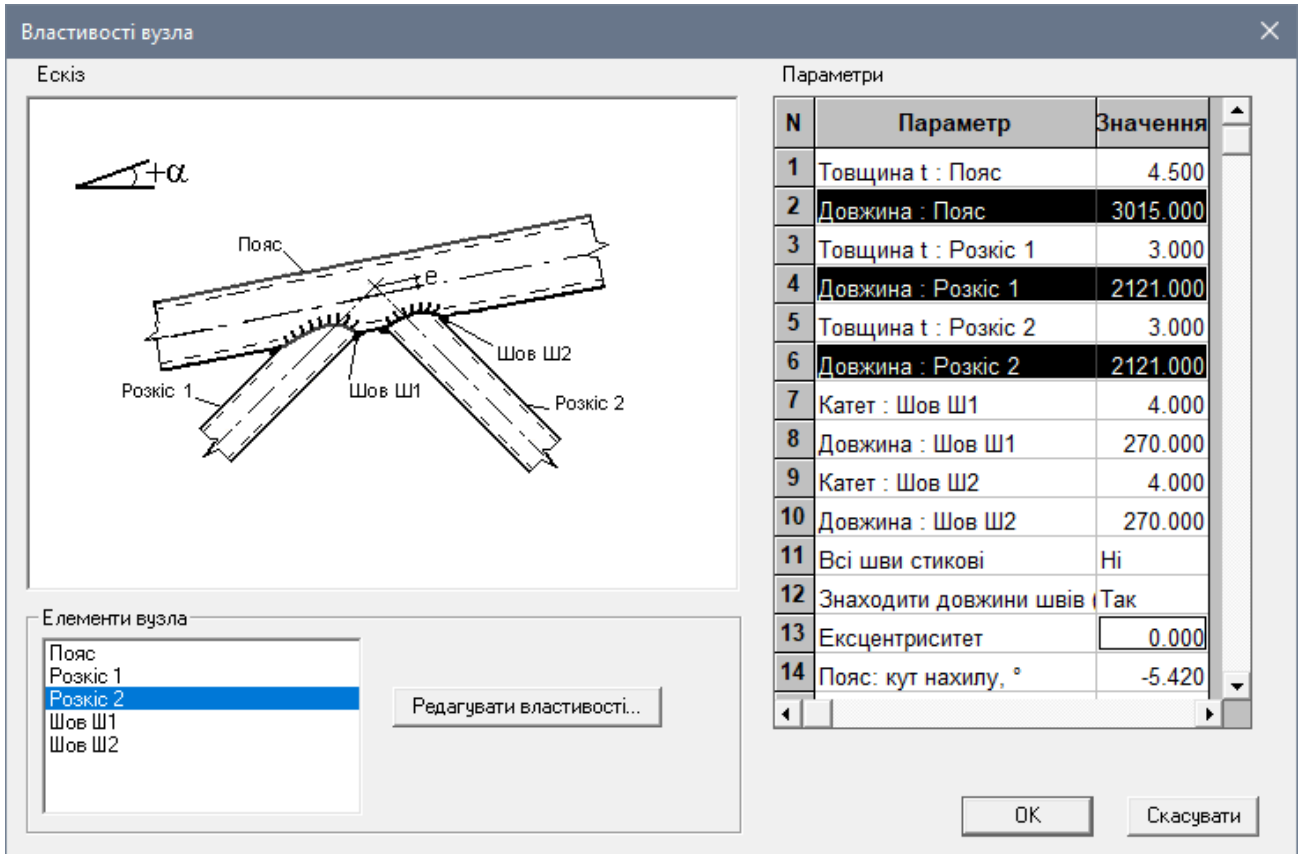 Властивості вузла
Ескіз
+α
Пояс
e
Шов Ш2
Розкіс 1
Шов Ш1
Розкіс 2
Елементи вузла
Пояс
Розкіс 1
Розкіс 2
Шов Ш1
Шов Ш2
Редагувати властивості...
Параметри
N Параметр Значення
1 Товщина t : Пояс 4.500
2 Довжина : Пояс 3015.000
3 Товщина t : Розкіс 1 3.000
4 Довжина : Розкіс 1 2121.000
5 Товщина t : Розкіс 2 3.000
6 Довжина : Розкіс 2 2121.000
7 Катет : Шов Ш1 4.000
8 Довжина : Шов Ш1 270.000
9 Катет : Шов Ш2 4.000
10 Довжина : Шов Ш2 270.000
11 Всі шви стикові Ні
12 Знаходити довжини швів ( Так
13 Ексцентриситет 0.000
14 Пояс: кут нахилу, ° -5.420
OK Скасувати